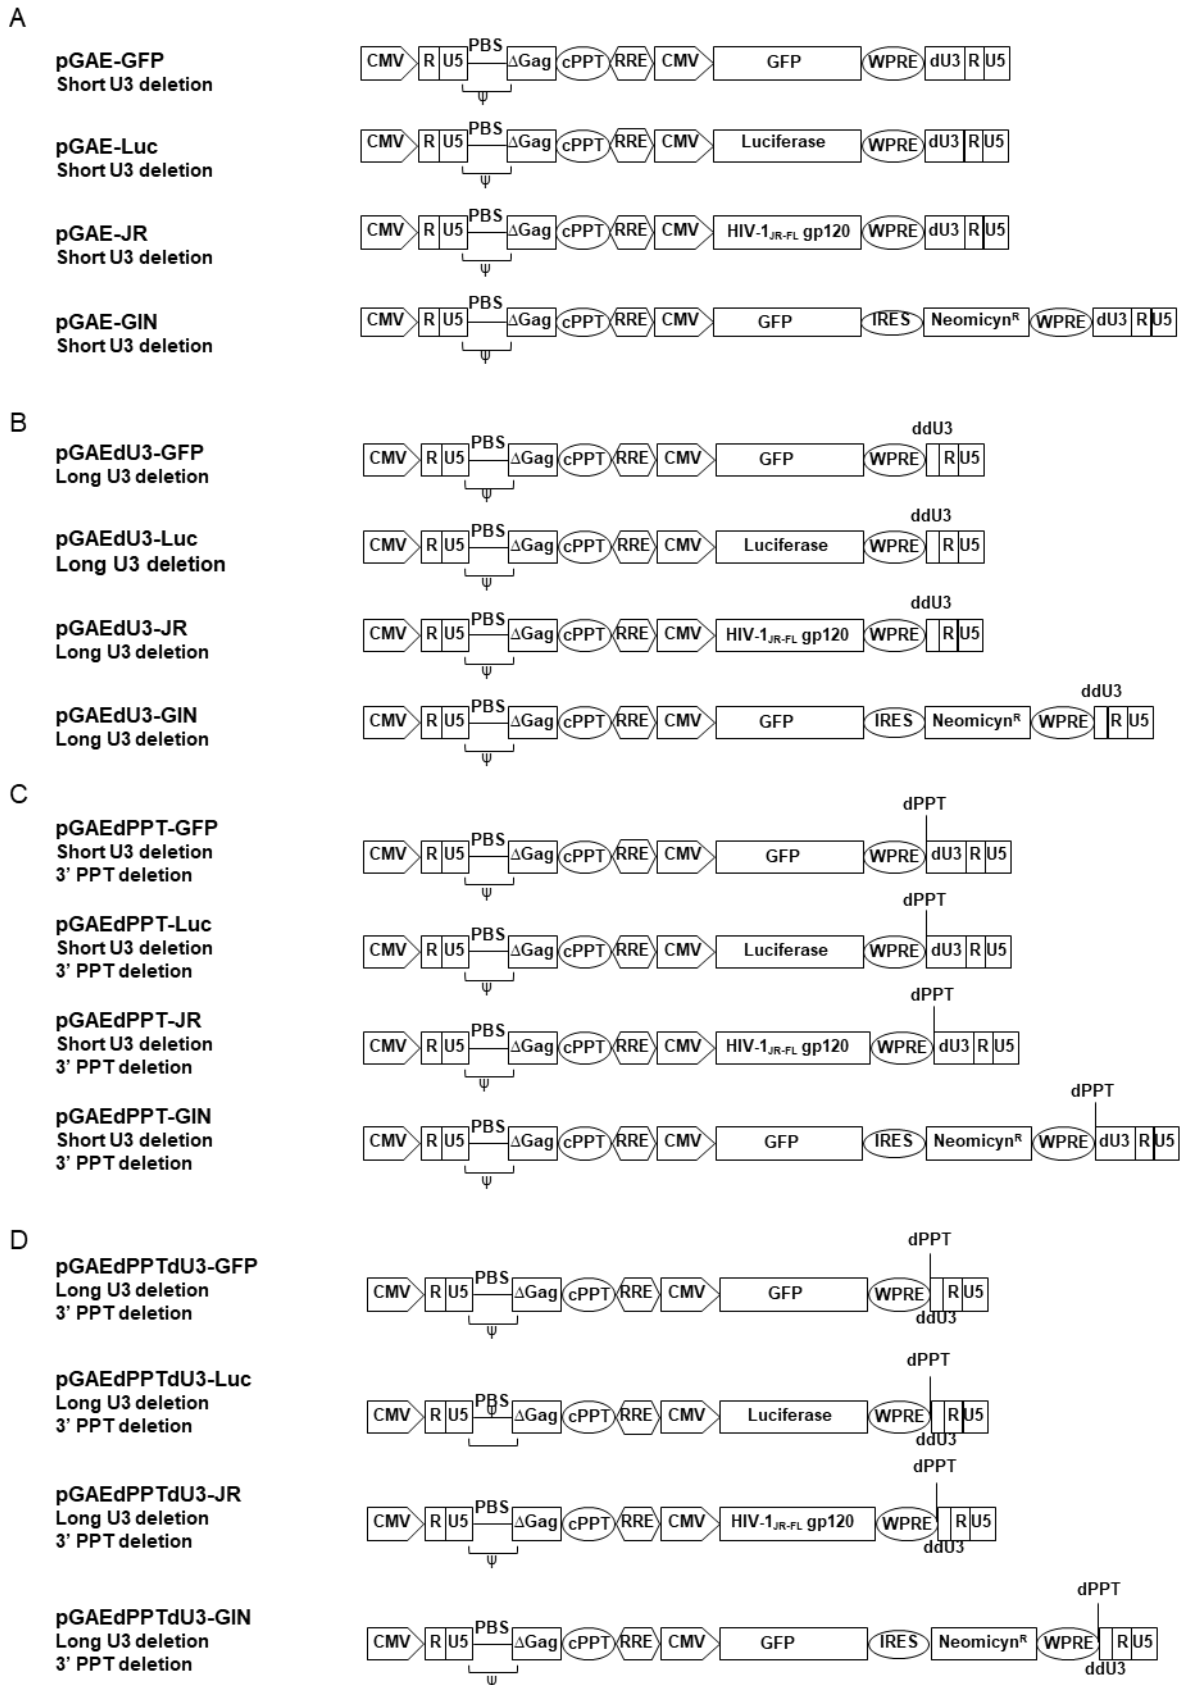 A
pGAE-GFP
Short U3 deletion
CMV R U5 PBS ΔGag cPPT RRE CMV GFP WPRE dU3 R U5
ψ
pGAE-Luc
Short U3 deletion
CMV R U5 PBS ΔGag cPPT RRE CMV Luciferase WPRE dU3 R U5
ψ
pGAE-JR
Short U3 deletion
CMV R U5 PBS ΔGag cPPT RRE CMV HIV-1JR-FL gp120 WPRE dU3 R U5
ψ
pGAE-GIN
Short U3 deletion
CMV R U5 PBS ΔGag cPPT RRE CMV GFP IRES NeomicynR WPRE dU3 R U5
ψ
B
pGAEdU3-GFP
Long U3 deletion
ddU3
CMV R U5 PBS ΔGag cPPT RRE CMV GFP WPRE R U5
ψ
pGAEdU3-Luc
Long U3 deletion
ddU3
CMV R U5 PBS ΔGag cPPT RRE CMV Luciferase WPRE R U5
ψ
pGAEdU3-JR
Long U3 deletion
ddU3
CMV R U5 PBS ΔGag cPPT RRE CMV HIV-1JR-FL gp120 WPRE R U5
ψ
pGAEdU3-GIN
Long U3 deletion
ddU3
CMV R U5 PBS ΔGag cPPT RRE CMV GFP IRES NeomicynR WPRE R U5
ψ
C
pGAEdPPT-GFP
Short U3 deletion
3' PPT deletion
dPPT
CMV R U5 PBS ΔGag cPPT RRE CMV GFP WPRE dU3 R U5
ψ
pGAEdPPT-Luc
Short U3 deletion
3' PPT deletion
dPPT
CMV R U5 PBS ΔGag cPPT RRE CMV Luciferase WPRE dU3 R U5
ψ
pGAEdPPT-JR
Short U3 deletion
3' PPT deletion
dPPT
CMV R U5 PBS ΔGag cPPT RRE CMV HIV-1JR-FL gp120 WPRE dU3 R U5
ψ
pGAEdPPT-GIN
Short U3 deletion
3' PPT deletion
dPPT
CMV R U5 PBS ΔGag cPPT RRE CMV GFP IRES NeomicynR WPRE dU3 R U5
ψ
D
pGAEdPPTdU3-GFP
Long U3 deletion
3' PPT deletion
dPPT
CMV R U5 PBS ΔGag cPPT RRE CMV GFP WPRE R U5
ψ ddU3
pGAEdPPTdU3-Luc
Long U3 deletion
3' PPT deletion
dPPT
CMV R U5 PBS ψ ΔGag cPPT RRE CMV Luciferase WPRE R U5
ddU3
pGAEdPPTdU3-JR
Long U3 deletion
3' PPT deletion
dPPT
CMV R U5 PBS ΔGag cPPT RRE CMV HIV-1JR-FL gp120 WPRE R U5
ψ ddU3
pGAEdPPTdU3-GIN
Long U3 deletion
3' PPT deletion
dPPT
CMV R U5 PBS ΔGag cPPT RRE CMV GFP IRES NeomicynR WPRE R U5
ψ ddU3